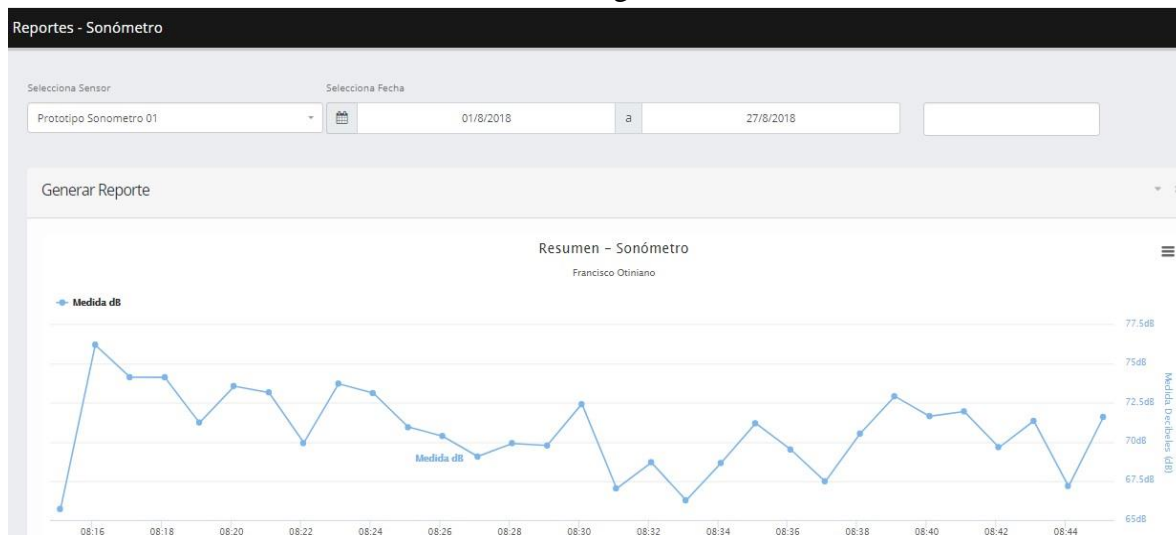 Reportes - Sonómetro
Selecciona Sensor
Selecciona Fecha
Prototipo Sonometro 01
01/8/2018
a
27/8/2018
Generar Reporte
Resumen - Sonómetro
Francisco Otiniano
Medida dB
77.5dB
75dB
72.5dB
70dB
67.5dB
65dB
Medida Decibeles (dB)
Medida dB
08:16 08:18 08:20 08:22 08:24 08:26 08:28 08:30 08:32 08:34 08:36 08:38 08:40 08:42 08:44